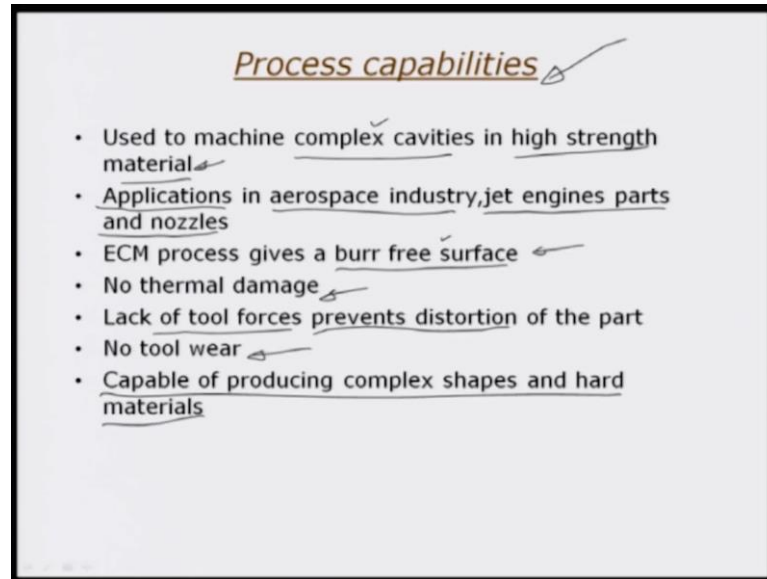 Process capabilities
• Used to machine complex cavities in high strength
material
• Applications in aerospace industry,jet engines parts
and nozzles
• ECM process gives a burr free surface
• No thermal damage
• Lack of tool forces prevents distortion of the part
• No tool wear
• Capable of producing complex shapes and hard
materials